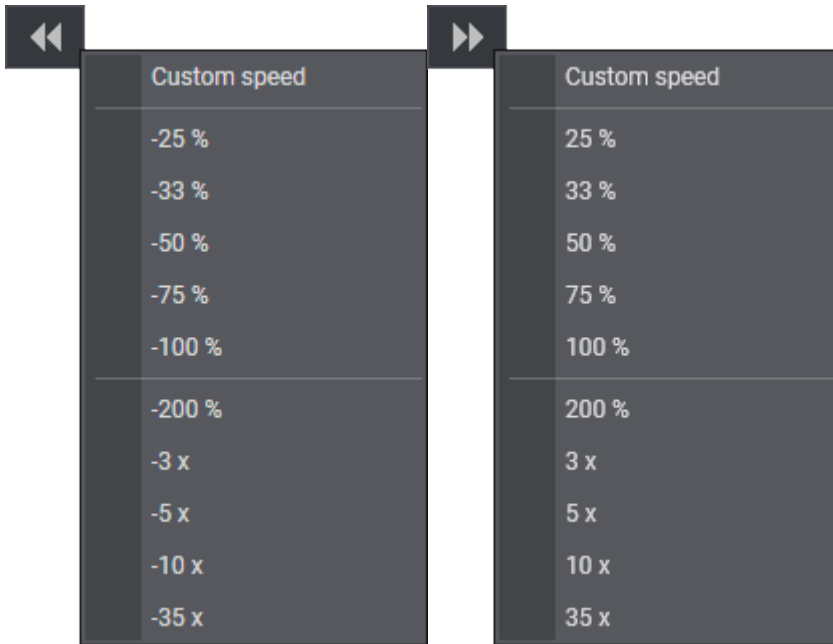 Custom speed
-25 %
-33 %
-50 %
-75 %
-100 %
-200 %
-3 x
-5 x
-10 x
-35 x
Custom speed
25 %
33 %
50 %
75 %
100 %
200 %
3 x
5 x
10 x
35 x